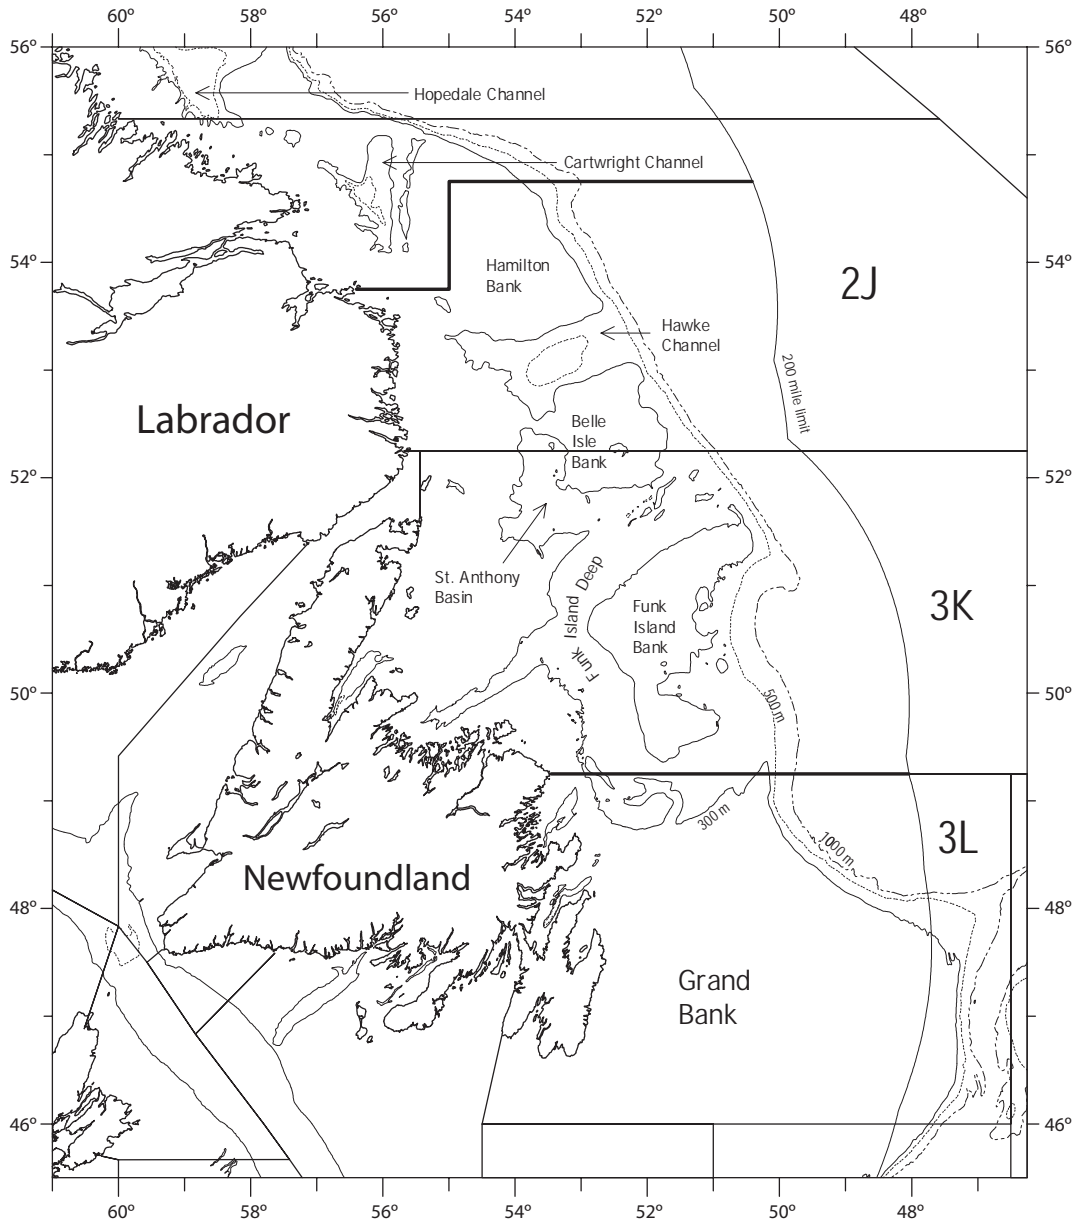 60º 58º 56º 54º 52º 50º 48º
56º 56º
Hopedale Channel
Cartwright Channel
54º 54º
Hamilton
Bank
2J
Hawke
Channel
200 mile limit
Labrador
Belle
Isle
Bank
52º 52º
St. Anthony
Basin
Funk Island Deep
Funk
Island
Bank
3K
50º 50º
500 m
300 m
1000 m
3L
Newfoundland
48º 48º
Grand
Bank
46º 46º
60º 58º 56º 54º 52º 50º 48º